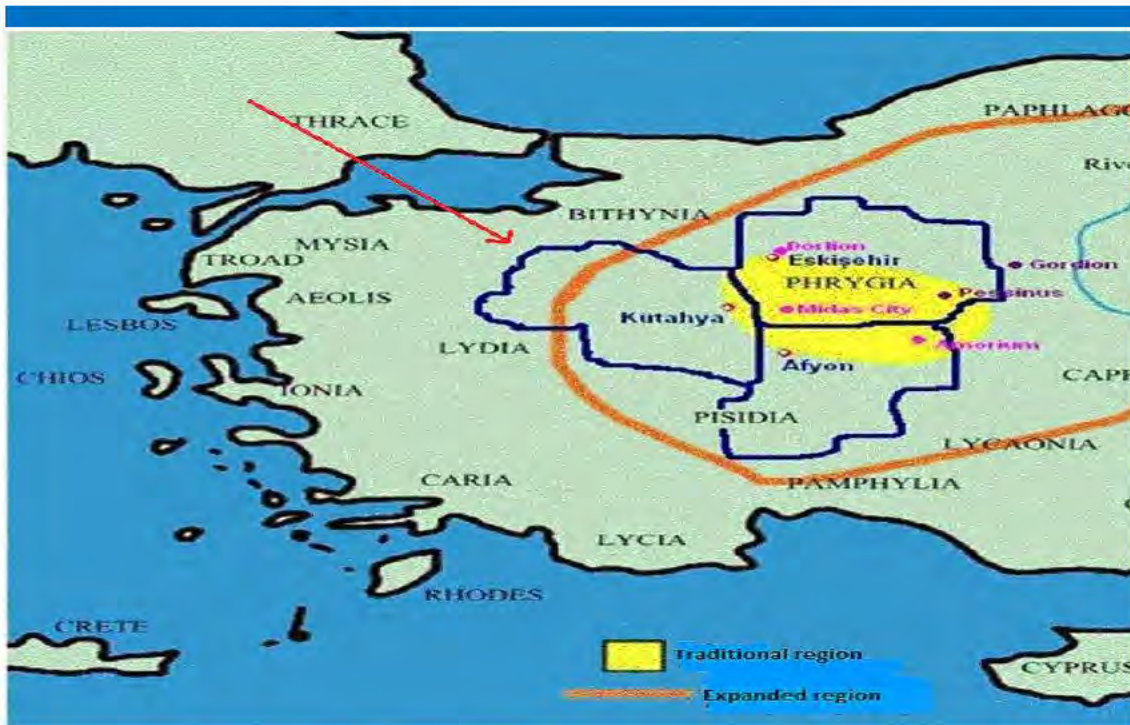 THRACE
PAPHLAGO
Rive
BITHYNIA
MYSIA
Dorlion
TROAD
Eskişehir
Gordion
PHRYGIA
AEOLIS
Pessinus
LESBOS
Kutahya
Midas City
LYDIA
Amorium
CHIOS
Afyon
CAPP
IONIA
PISIDIA
LYCAONIA
CARIA
PAMPHYLIA
LYCIA
RHODES
CRETE
Traditional region
CYPRUS
Expanded region